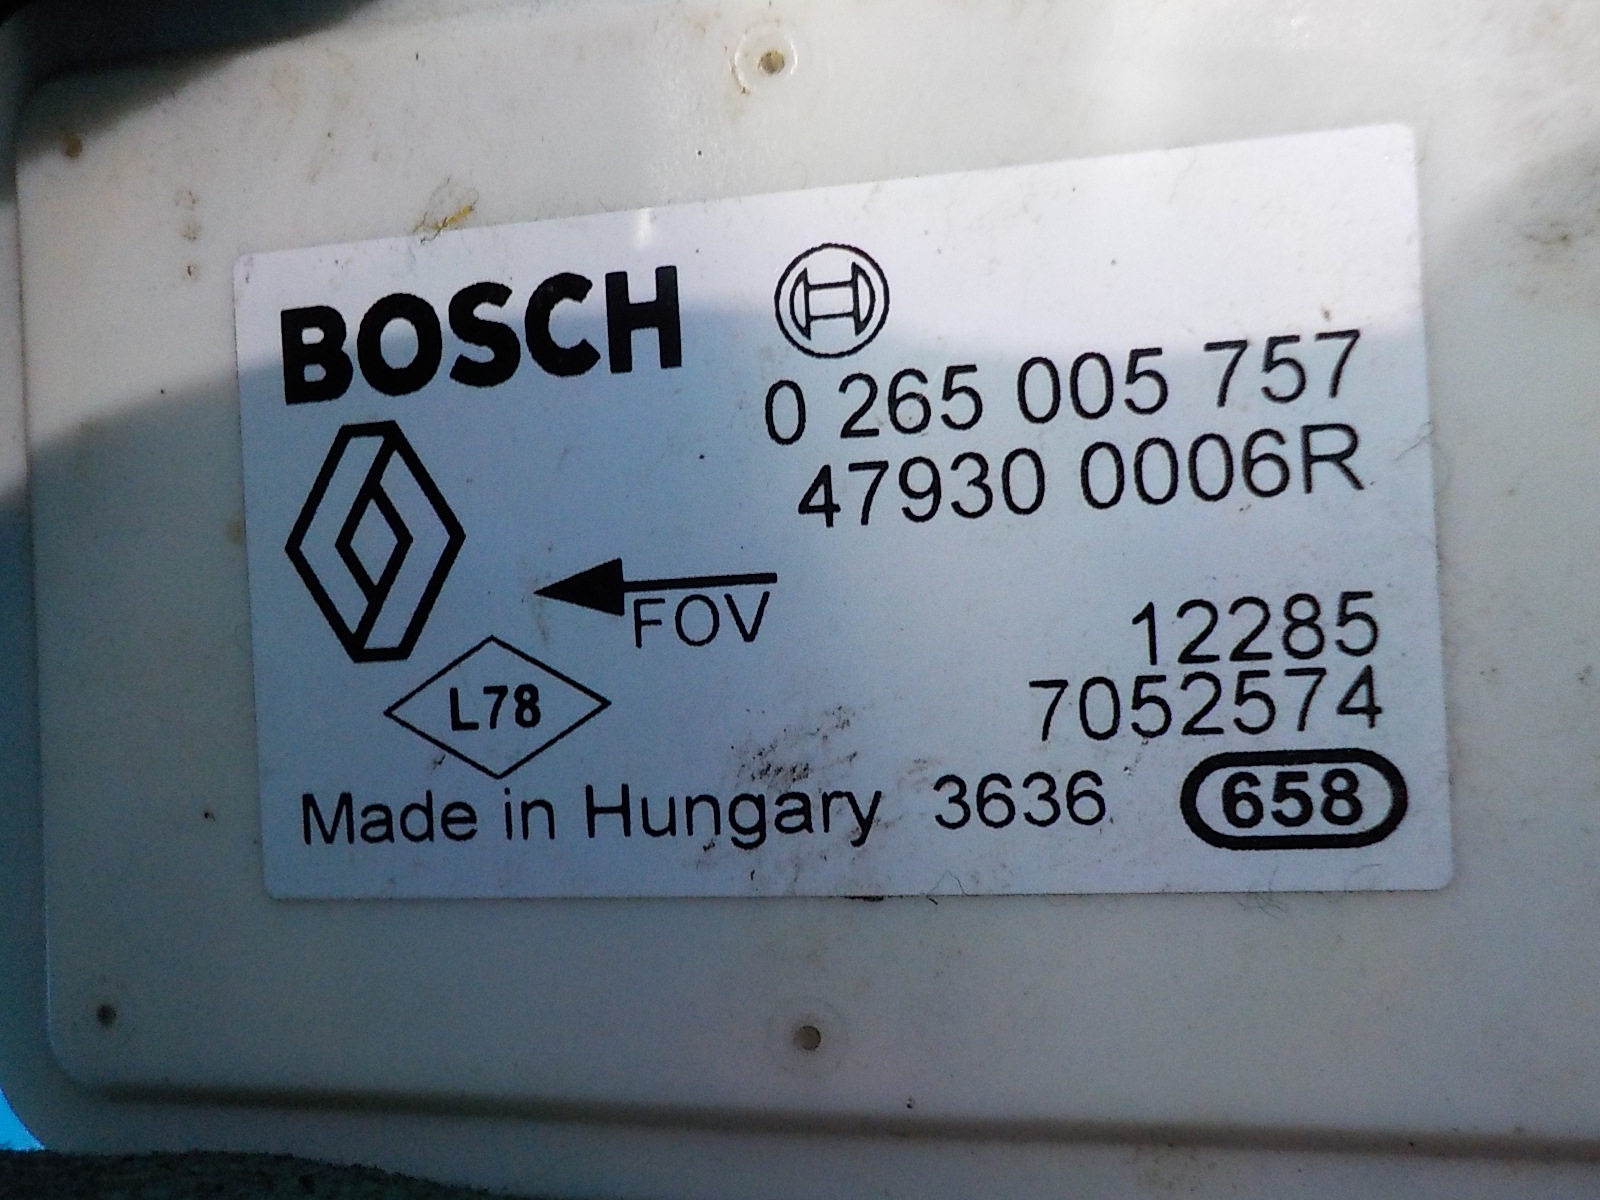 BOSCH
0 265 005 757
47930 0006R
FOV
12285
L78
7052574
Made in Hungary 3636 658